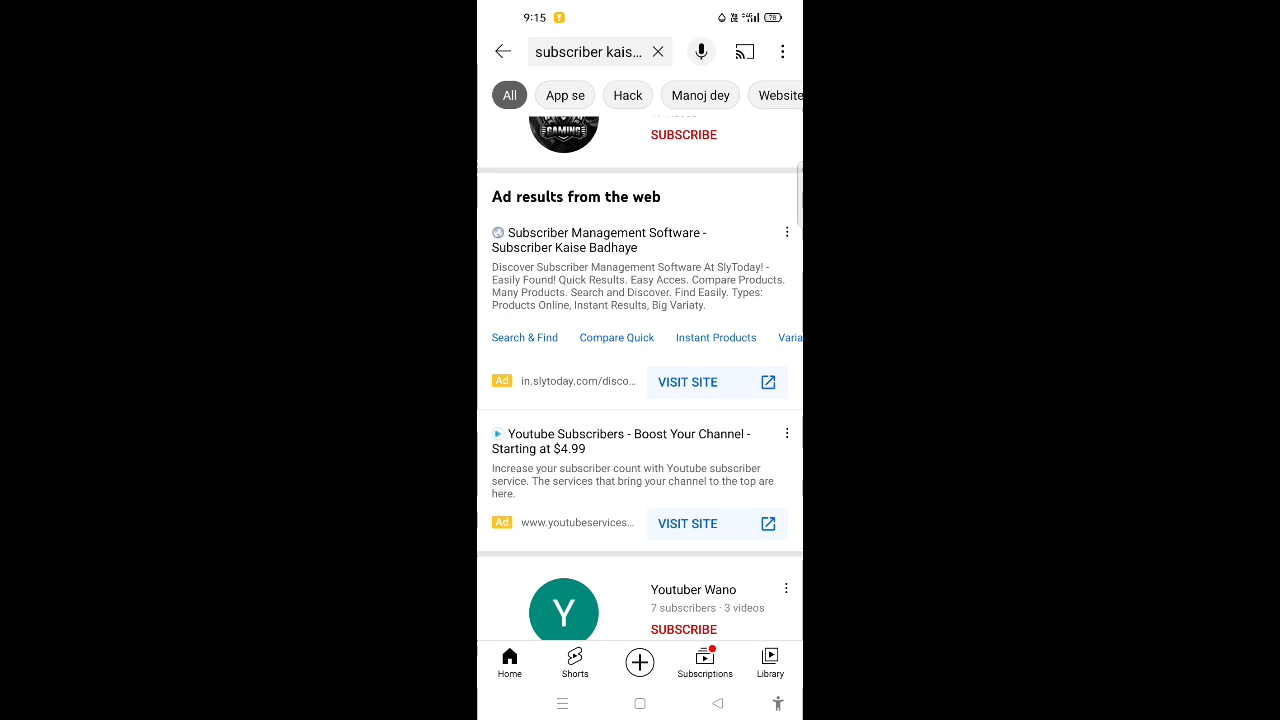 9:15
78
subscriber kais...
All App se Hack Manoj dey Website
GAMING
SUBSCRIBE
Ad results from the web
Subscriber Management Software -
Subscriber Kaise Badhaye
Discover Subscriber Management Software At SlyToday! -
Easily Found! Quick Results. Easy Acces. Compare Products.
Many Products. Search and Discover. Find Easily. Types:
Products Online, Instant Results, Big Variaty.
Search & Find Compare Quick Instant Products Varia
Ad in.slytoday.com/disco... VISIT SITE
Youtube Subscribers - Boost Your Channel -
Starting at $4.99
Increase your subscriber count with Youtube subscriber
service. The services that bring your channel to the top are
here.
Ad www.youtubeservices... VISIT SITE
Y
Youtuber Wano
7 subscribers · 3 videos
SUBSCRIBE
Home Shorts Subscriptions Library